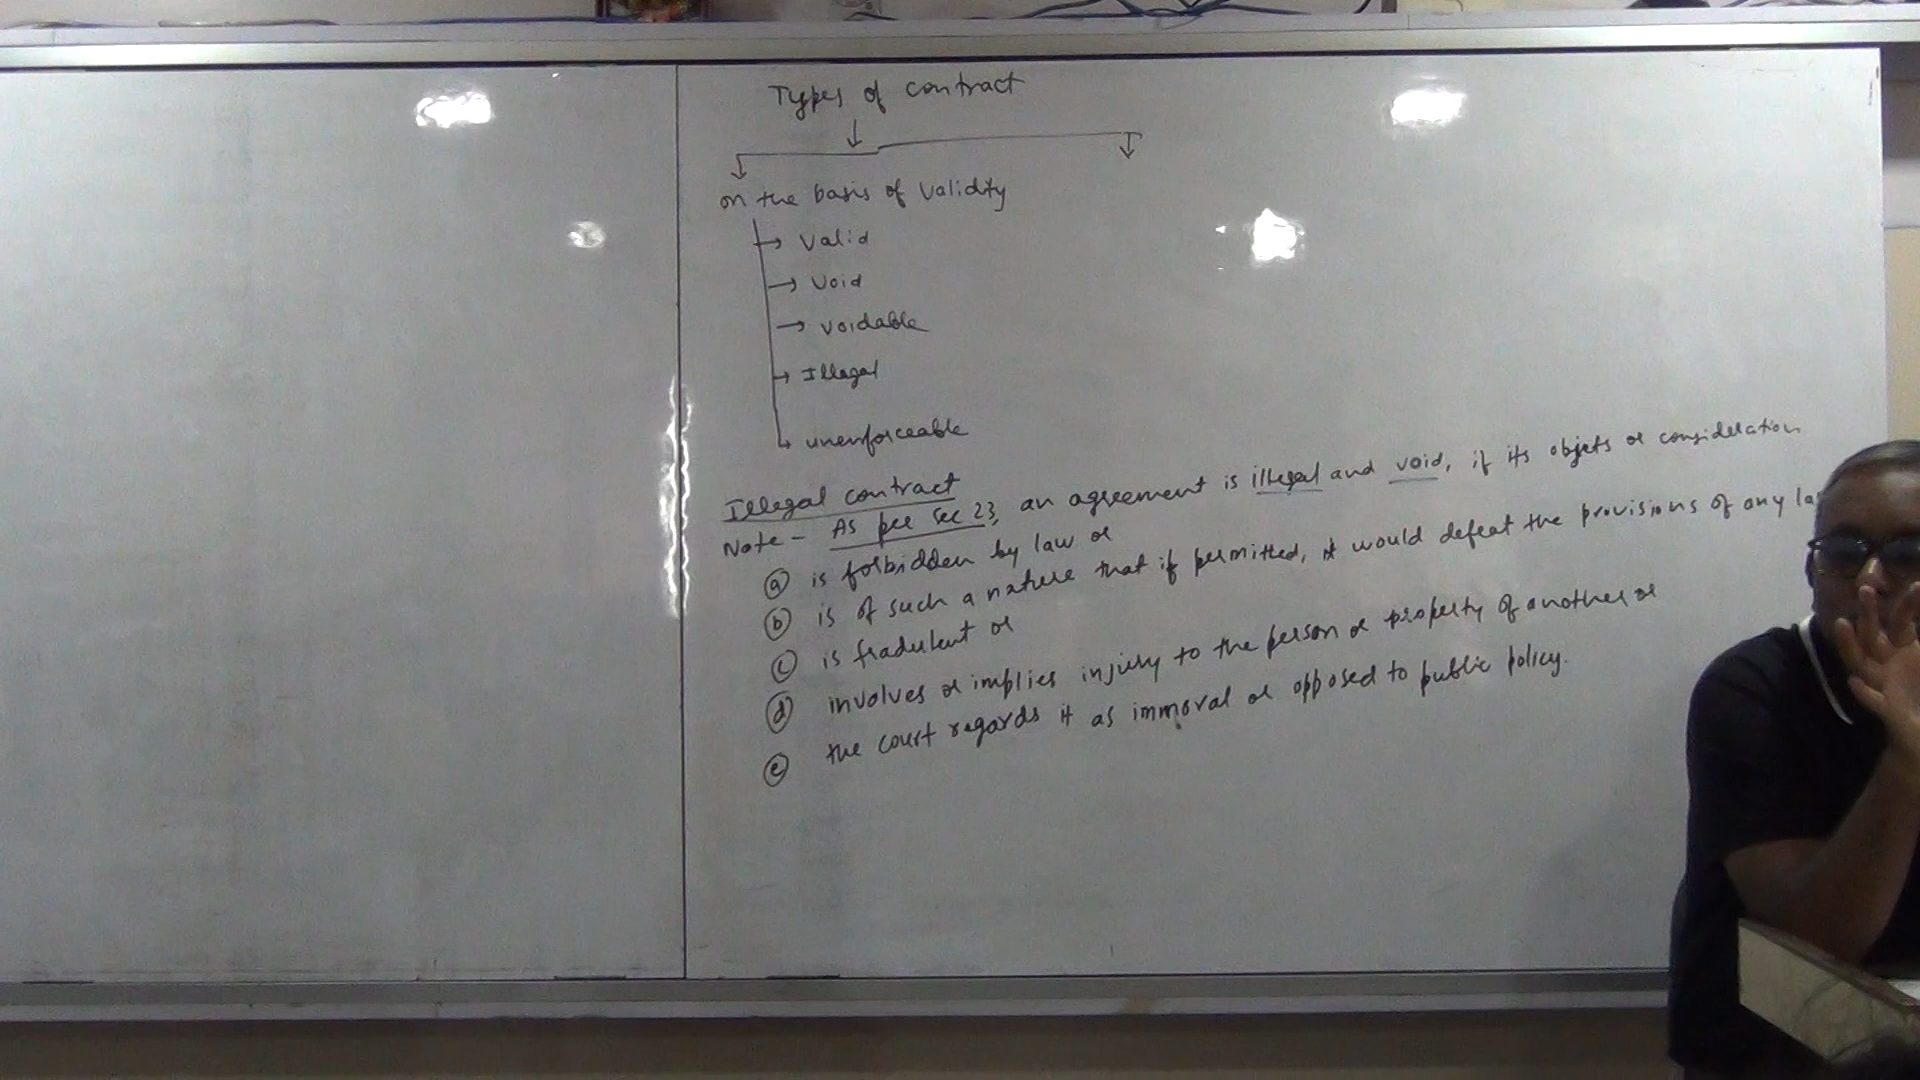 Types of contract
on the basis of validity
Valid
Void
voidable
Illegal
unenforceable
Illegal contract
Note - As per sec 23, an agreement is illegal and void, if its objets or consideration
(a) is forbidden by law or
(b) is of such a nature that if permitted, it would defeat the provisions of any
(c) is fradulent or
(d) involves or implies injury to the person or property of another or
(e) the court regards it as immoral or opposed to public policy.